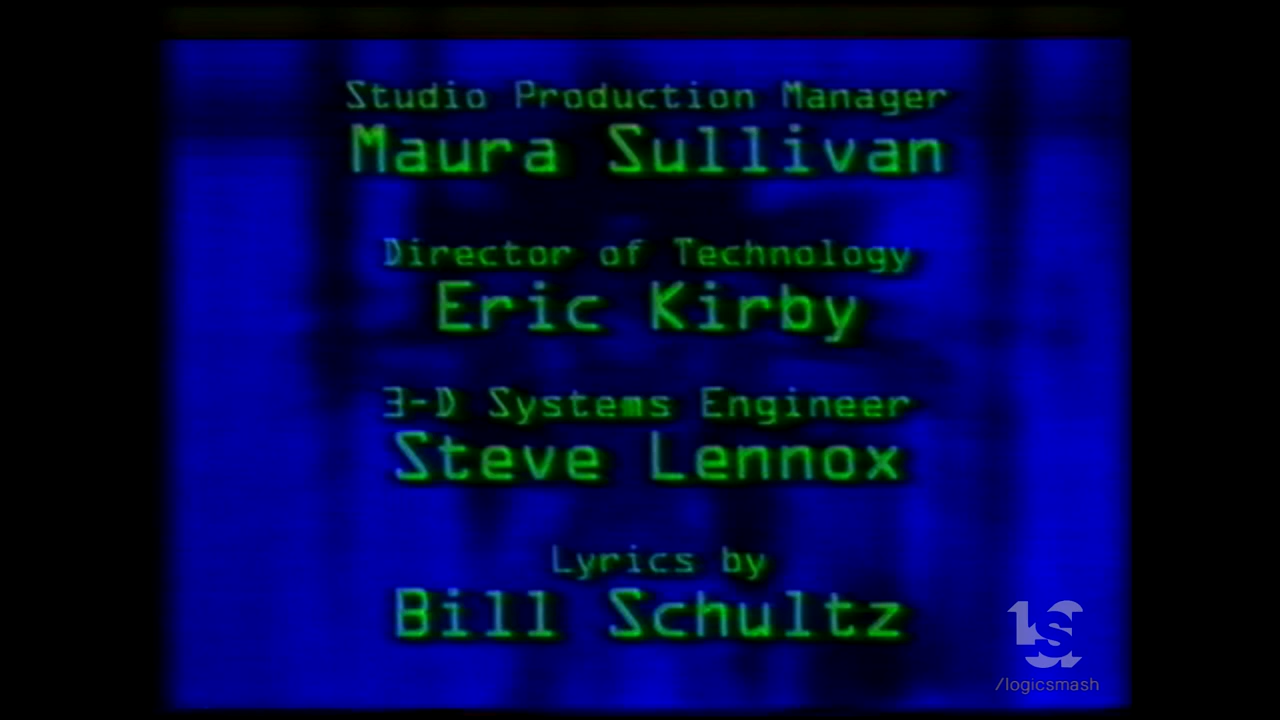 Studio Production Manager
Maura Sullivan
Director of Technology
Eric Kirby
3-D Systems Engineer
Steve Lennox
Lyrics by
Bill Schultz
/logicsmash